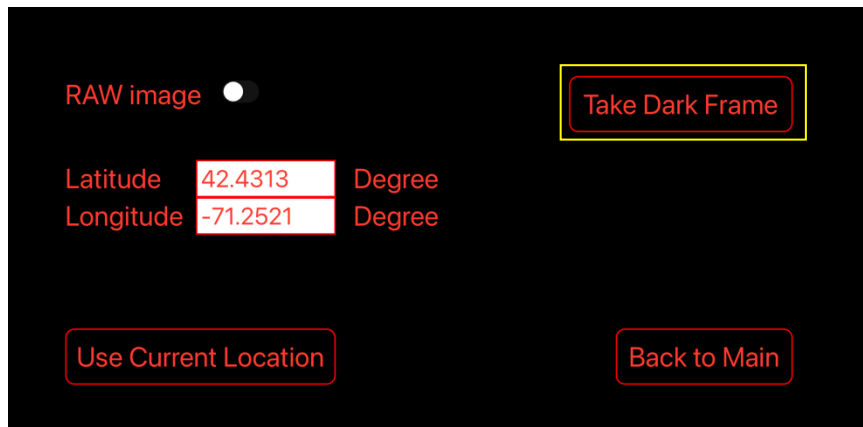 RAW image
Take Dark Frame
Latitude 42.4313 Degree
Longitude -71.2521 Degree
Use Current Location
Back to Main